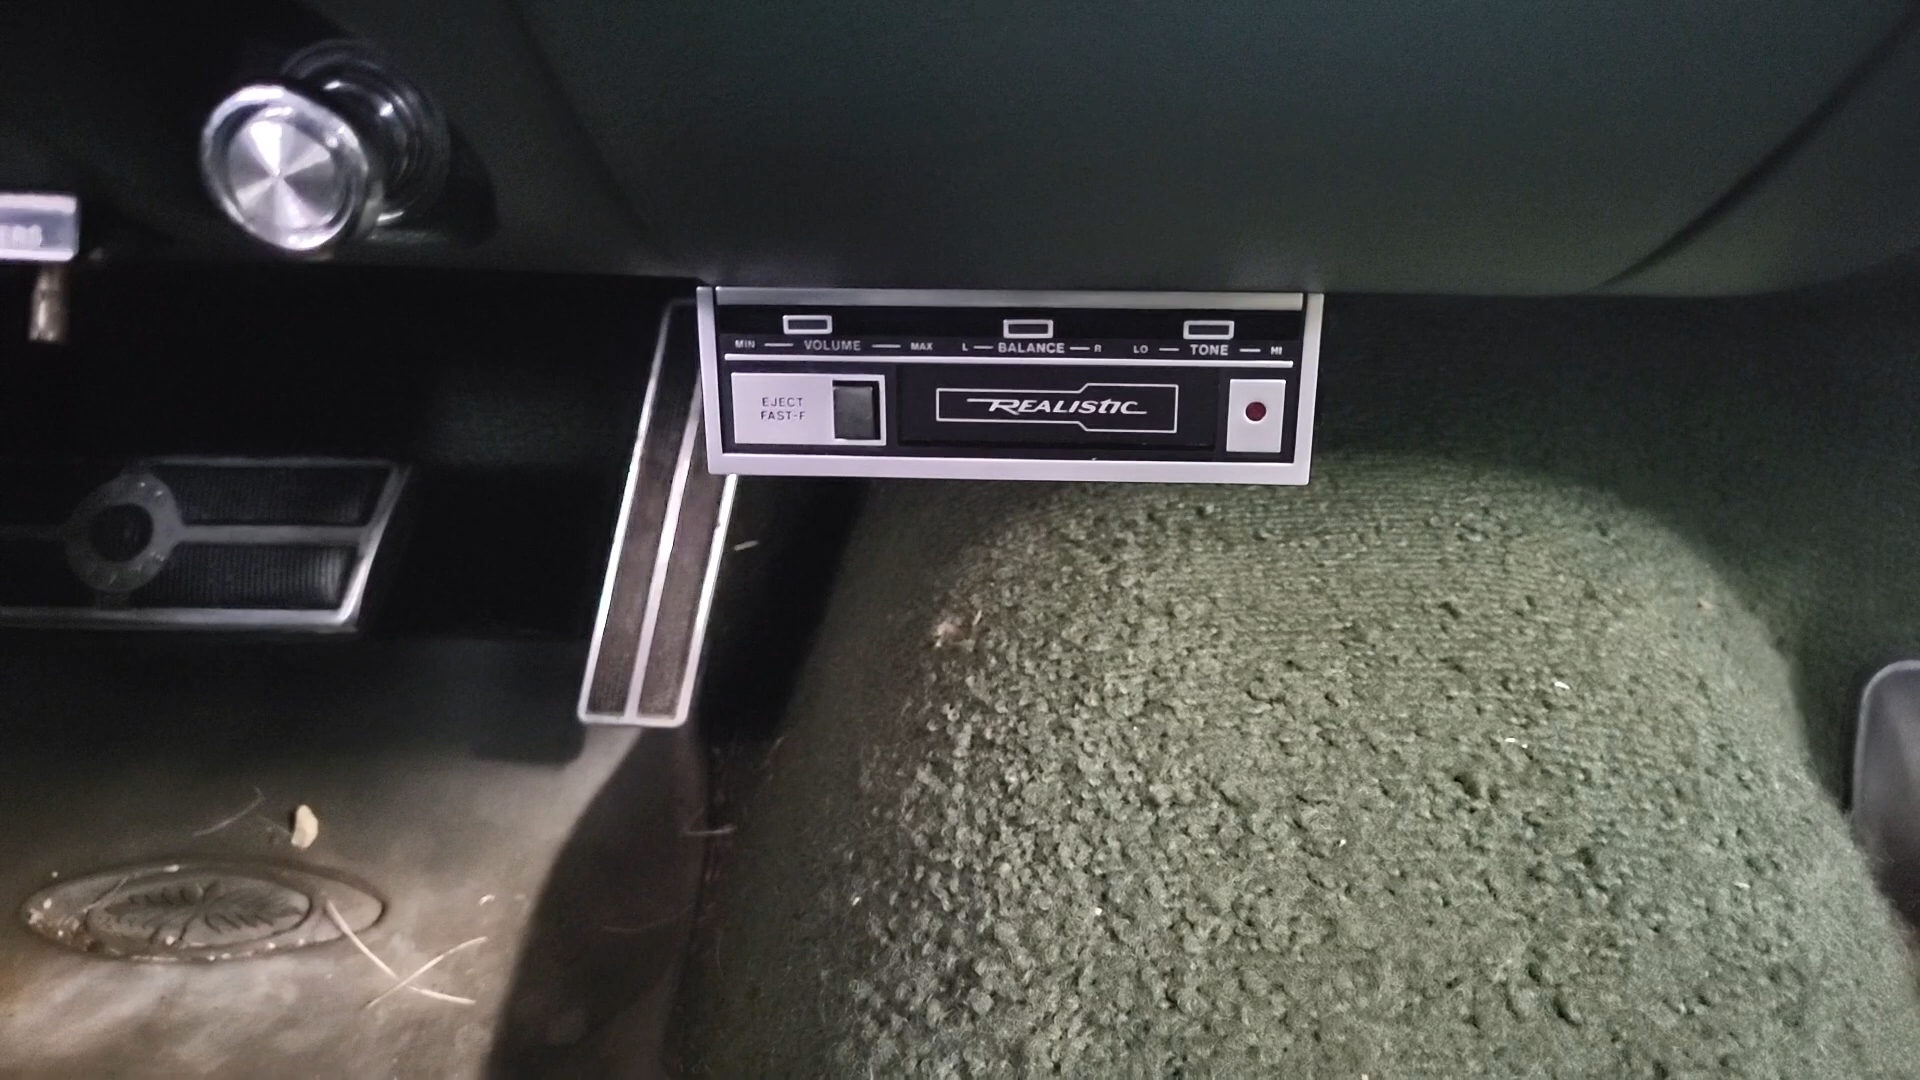 MIN VOLUME MAX L BALANCE R LO TONE HI
EJECT
FAST-F
REALISTIC